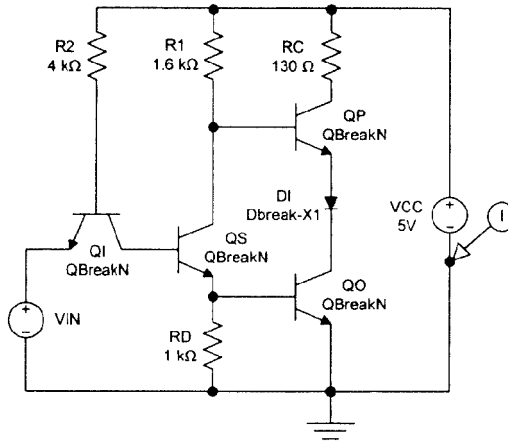 R2
4 kΩ
R1
1.6 kΩ
RC
130 Ω
QP
QBreakN
DI
Dbreak-X1
VCC
5V
+
−
I
QI
QBreakN
QS
QBreakN
QO
QBreakN
+
−
VIN
RD
1 kΩ